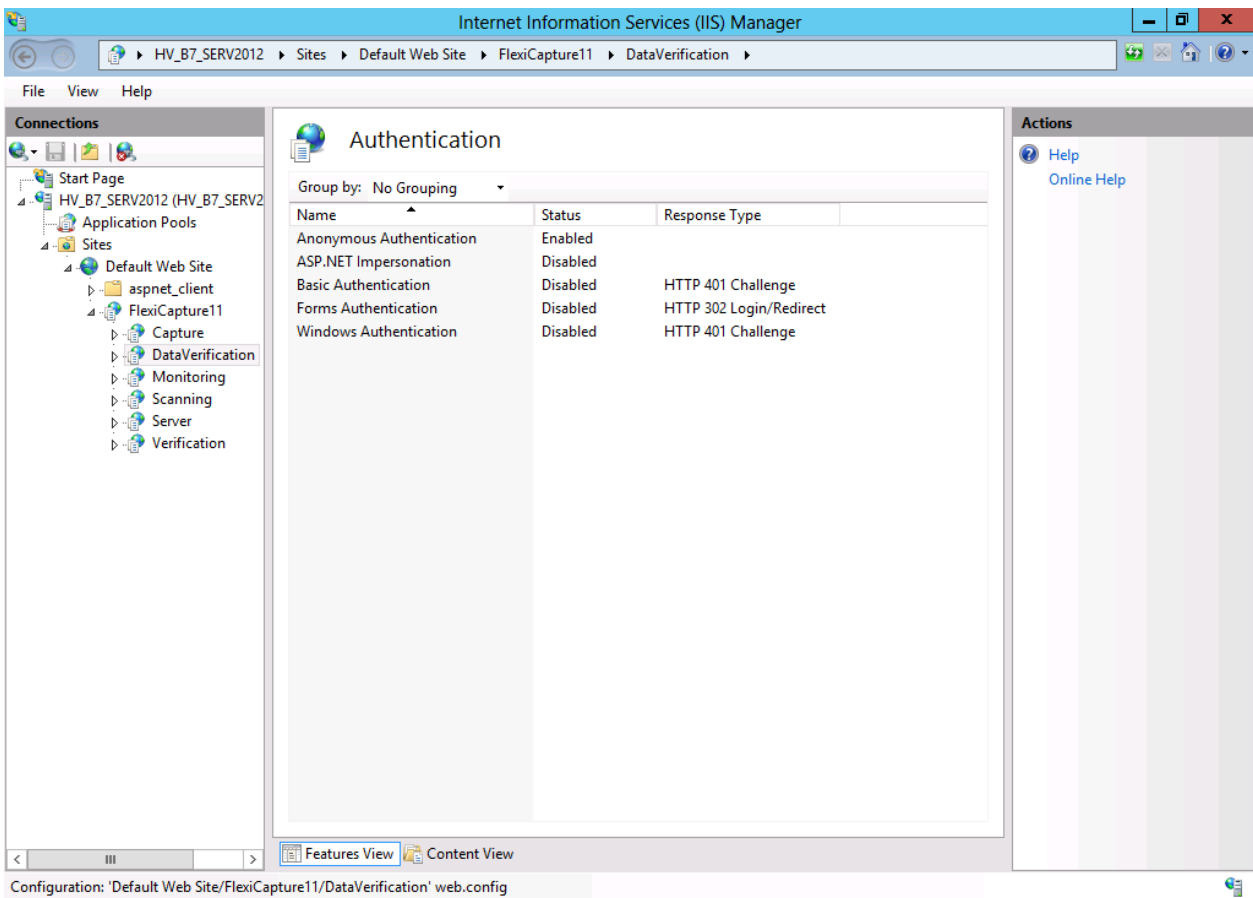 Internet Information Services (IIS) Manager
HV_B7_SERV2012 Sites Default Web Site FlexiCapture11 DataVerification
File View Help
Connections
Start Page
HV_B7_SERV2012 (HV_B7_SERV2
Application Pools
Sites
Default Web Site
aspnet_client
FlexiCapture11
Capture
DataVerification
Monitoring
Scanning
Server
Verification
Authentication
Group by: No Grouping
Name Status Response Type
Anonymous Authentication Enabled
ASP.NET Impersonation Disabled
Basic Authentication Disabled HTTP 401 Challenge
Forms Authentication Disabled HTTP 302 Login/Redirect
Windows Authentication Disabled HTTP 401 Challenge
Features View Content View
Actions
Help
Online Help
Configuration: 'Default Web Site/FlexiCapture11/DataVerification' web.config